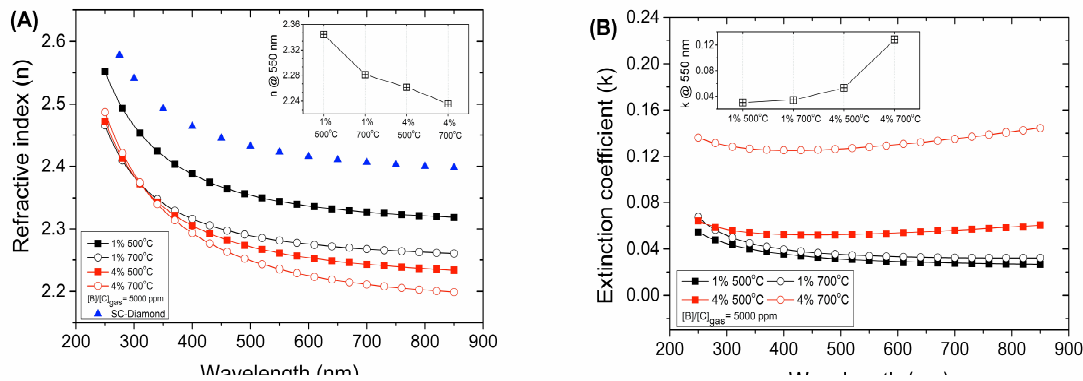 (A)
2.6
2.5
2.4
2.3
2.2
Refractive index (n)
2.36
2.32
2.28
2.24
n @ 550 nm
1% 1% 4% 4%
500°C 700°C 500°C 700°C
1% 500°C
1% 700°C
4% 500°C
4% 700°C
[B]/[C]gas= 5000 ppm
SC-Diamond
200 300 400 500 600 700 800 900
Wavelength (nm)
(B)
0.24
0.20
0.16
0.12
0.08
0.04
0.00
Extinction coefficient (k)
0.12
0.08
0.04
k @ 550 nm
1% 500°C 1% 700°C 4% 500°C 4% 700°C
1% 500°C 1% 700°C
4% 500°C 4% 700°C
[B]/[C]gas= 5000 ppm
200 300 400 500 600 700 800 900